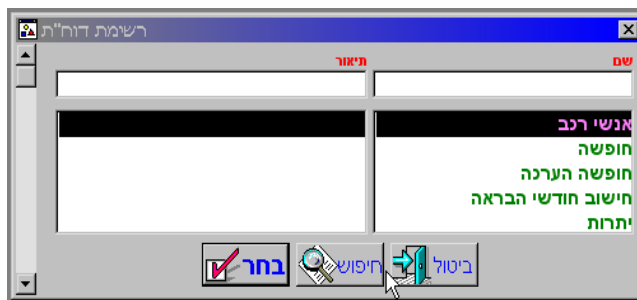 רשימת דוח"ת
שם תיאור
אנשי רכב
חופשה
חופשה הערכה
חישוב חודשי הבראה
יתרות
ביטול חיפוש בחר